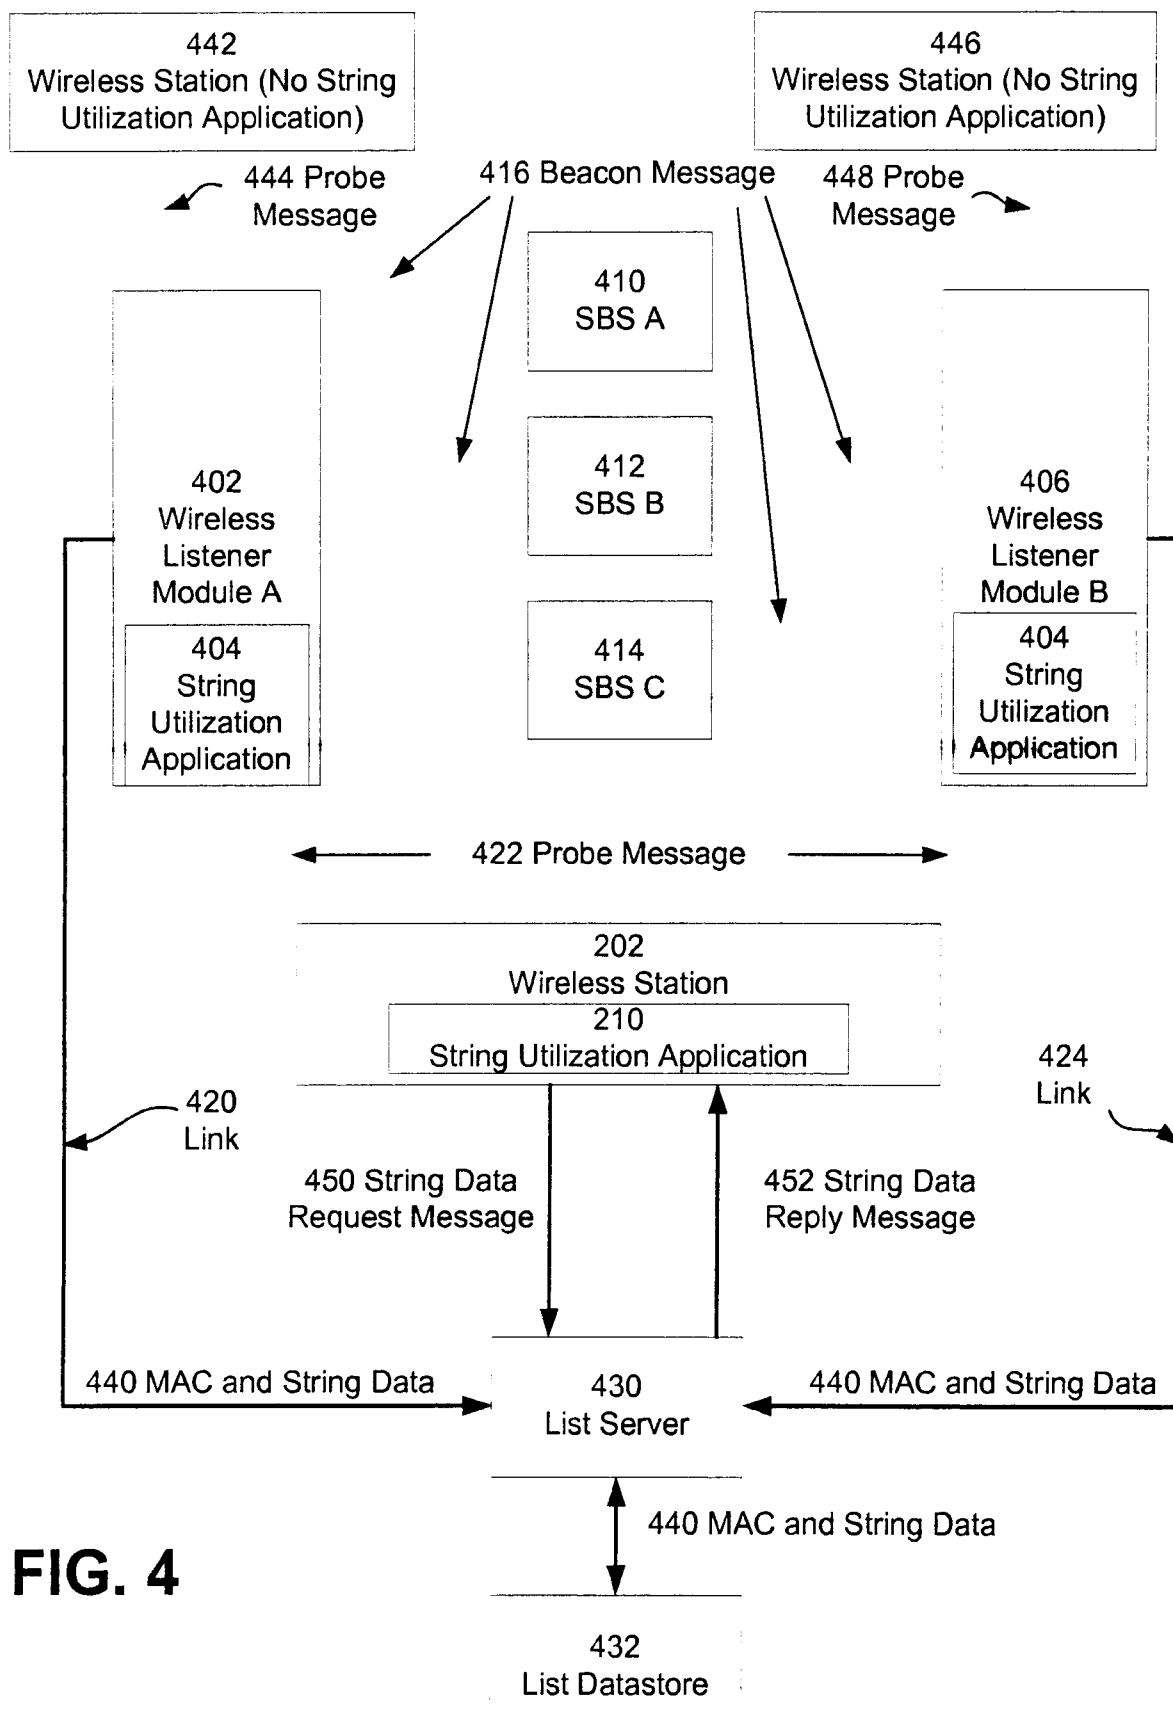 442
Wireless Station (No String
Utilization Application)
446
Wireless Station (No String
Utilization Application)
444 Probe
Message
416 Beacon Message
448 Probe
Message
410
SBS A
412
SBS B
414
SBS C
402
Wireless
Listener
Module A
404
String
Utilization
Application
406
Wireless
Listener
Module B
404
String
Utilization
Application
422 Probe Message
202
Wireless Station
210
String Utilization Application
420
Link
424
Link
450 String Data
Request Message
452 String Data
Reply Message
440 MAC and String Data
430
List Server
440 MAC and String Data
440 MAC and String Data
FIG. 4
432
List Datastore